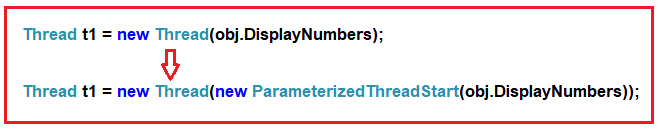 Thread t1 = new Thread(obj.DisplayNumbers);
Thread t1 = new Thread(new ParameterizedThreadStart(obj.DisplayNumbers));